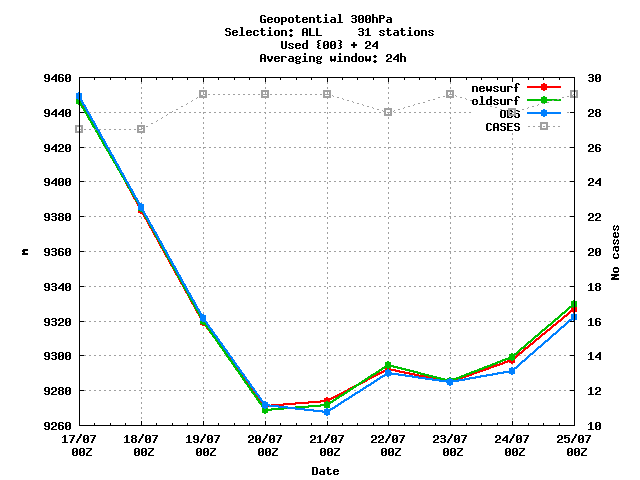 Geopotential 300hPa
Selection: ALL     31 stations
Used {00} + 24
Averaging window: 24h
9460
9440
9420
9400
9380
9360
9340
9320
9300
9280
9260
m
30
28
26
24
22
20
18
16
14
12
10
No cases
newsurf
oldsurf
OBS
CASES
17/07 00Z
18/07 00Z
19/07 00Z
20/07 00Z
21/07 00Z
22/07 00Z
23/07 00Z
24/07 00Z
25/07 00Z
Date